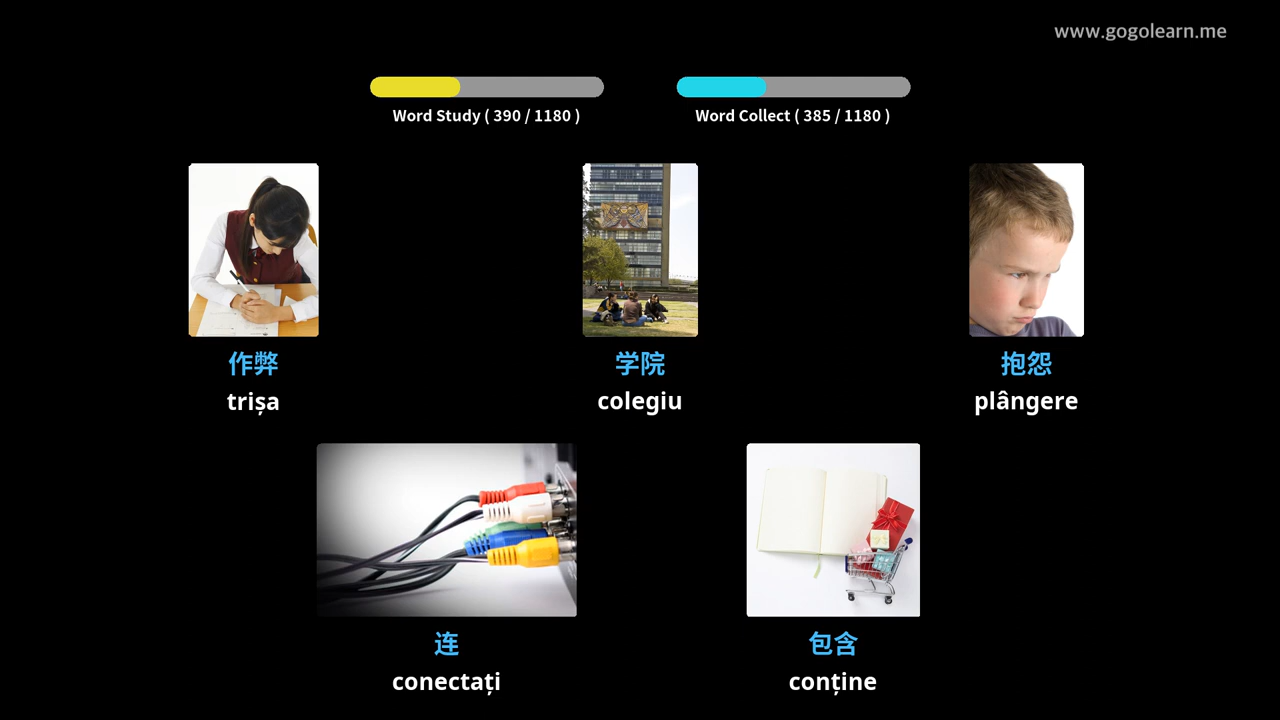 www.gogolearn.me
Word Study ( 390 / 1180 )
Word Collect ( 385 / 1180 )
作弊
trișa
学院
colegiu
抱怨
plângere
连
conectați
包含
conține